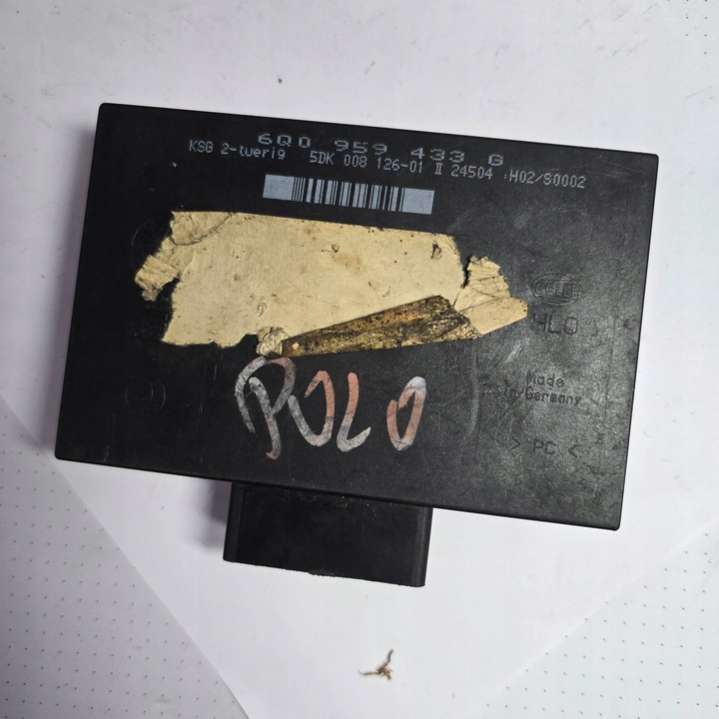 6Q0 959 433 G
KSG 2-tuerig 5DK 008 126-01 II 24504 :H02/S0002
POLO
HLO
Made
in Germany
> PC <